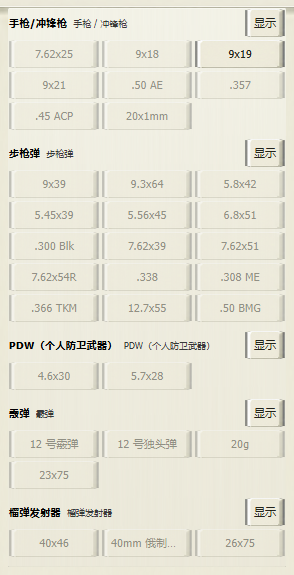 手枪/冲锋枪 手枪 / 冲锋枪 显示
7.62x25 9x18 9x19
9x21 .50 AE .357
.45 ACP 20x1mm
步枪弹 步枪弹 显示
9x39 9.3x64 5.8x42
5.45x39 5.56x45 6.8x51
.300 Blk 7.62x39 7.62x51
7.62x54R .338 .308 ME
.366 TKM 12.7x55 .50 BMG
PDW（个人防卫武器） PDW（个人防卫武器） 显示
4.6x30 5.7x28
霰弹 霰弹 显示
12 号霰弹 12 号独头弹 20g
23x75
榴弹发射器 榴弹发射器 显示
40x46 40mm 俄制... 26x75